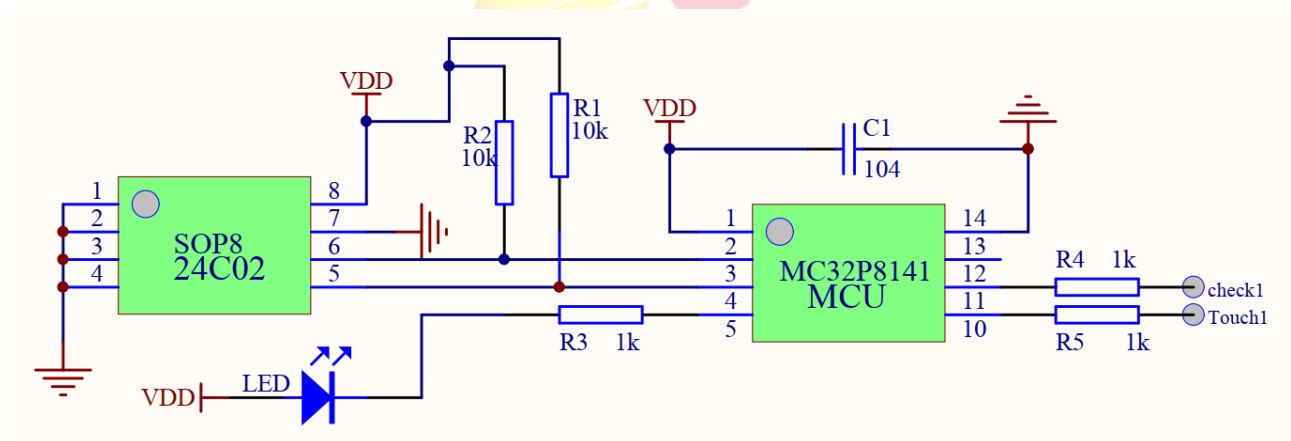 VDD
R2
10k
R1
10k
VDD
C1
104
1
2
3
4
SOP8
24C02
8
7
6
5
1
2
3
4
5
MC32P8141
MCU
14
13
12
11
10
R4 1k
check1
Touch1
R5 1k
R3 1k
LED
VDD